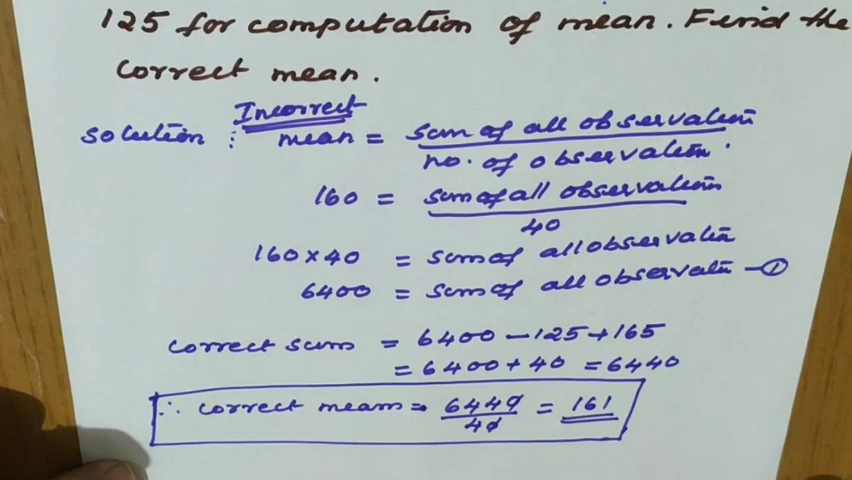 125 for computation of mean. Find the
correct mean.
Incorrect
Solution : mean = sum of all observation
no. of observation.
160 = sum of all observation
40
160 × 40 = sum of all observation
6400 = sum of all observatin - ①
correct sum = 6400 - 125 + 165
= 6400 + 40 = 6440
∴ correct mean = 6440 = 161
40